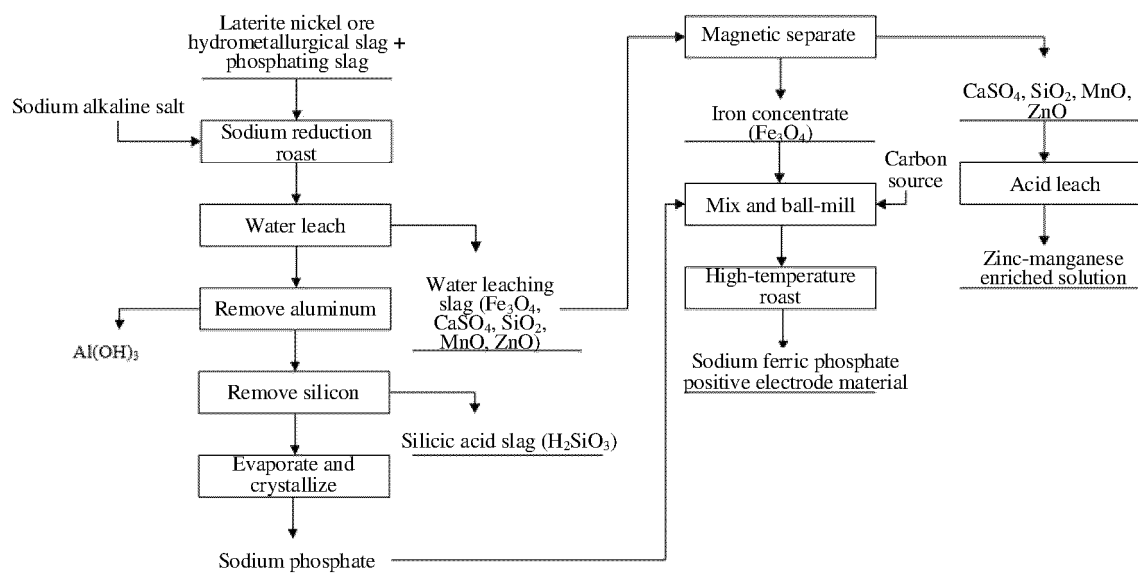 Laterite nickel ore
hydrometallurgical slag +
phosphating slag
Sodium alkaline salt
Sodium reduction
roast
Water leach
Water leaching
slag (Fe3O4,
CaSO4, SiO2,
MnO, ZnO)
Remove aluminum
Al(OH)3
Remove silicon
Silicic acid slag (H2SiO3)
Evaporate and
crystallize
Sodium phosphate
Magnetic separate
Iron concentrate
(Fe3O4)
CaSO4, SiO2, MnO,
ZnO
Carbon
source
Mix and ball-mill
Acid leach
High-temperature
roast
Zinc-manganese
enriched solution
Sodium ferric phosphate
positive electrode material